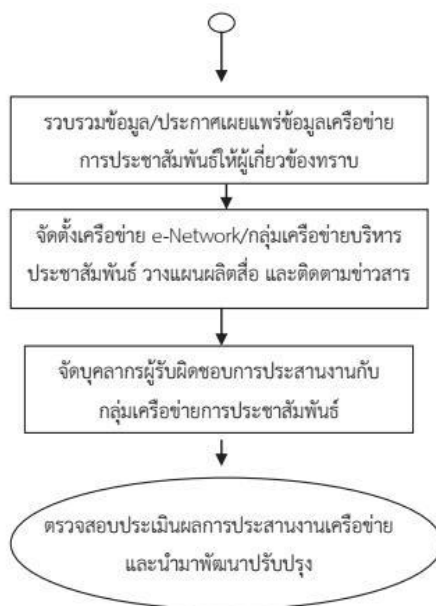 รวบรวมข้อมูล/ประกาศเผยแพร่ข้อมูลเครือข่าย
การประชาสัมพันธ์ให้ผู้เกี่ยวข้องทราบ
จัดตั้งเครือข่าย e-Network/กลุ่มเครือข่ายบริหาร
ประชาสัมพันธ์ วางแผนผลิตสื่อ และติดตามข่าวสาร
จัดบุคลากรผู้รับผิดชอบการประสานงานกับ
กลุ่มเครือข่ายการประชาสัมพันธ์
ตรวจสอบประเมินผลการประสานงานเครือข่าย
และนำมาพัฒนาปรับปรุง